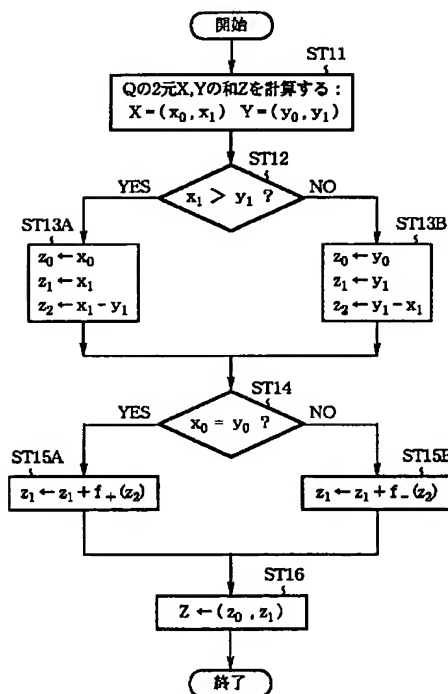 開始
ST11
Qの2元X,Yの和Zを計算する:
X=(x₀, x₁) Y=(y₀, y₁)
ST12
YES
x₁ > y₁ ?
NO
ST13A
z₀ ← x₀
z₁ ← x₁
z₂ ← x₁ - y₁
ST13B
z₀ ← y₀
z₁ ← y₁
z₂ ← y₁ - x₁
ST14
YES
x₀ = y₀ ?
NO
ST15A
z₁ ← z₁ + f₊(z₂)
ST15B
z₁ ← z₁ + f₋(z₂)
ST16
Z ← (z₀ , z₁)
終了